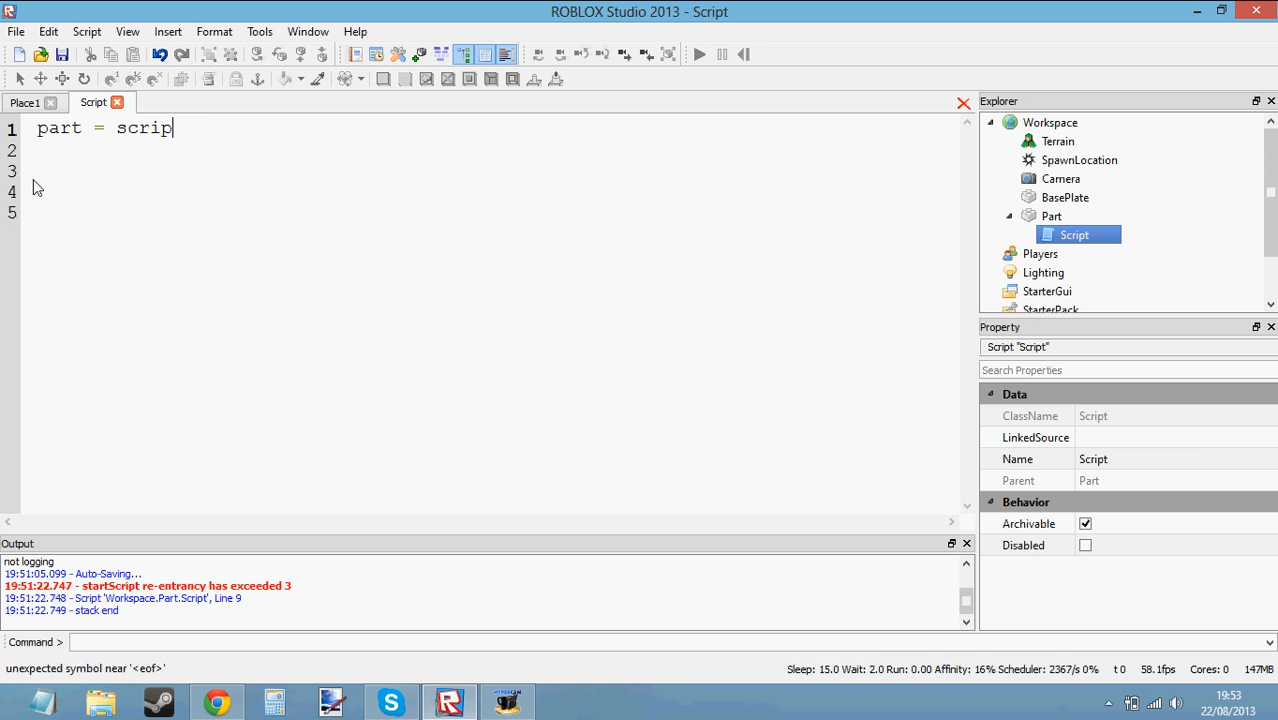 ROBLOX Studio 2013 - Script
File Edit Script View Insert Format Tools Window Help
Place1 Script
1 part = scrip
2
3
4
5
Explorer
Workspace
Terrain
SpawnLocation
Camera
BasePlate
Part
Script
Players
Lighting
StarterGui
StarterPack
Property
Script "Script"
Search Properties
Data
ClassName Script
LinkedSource
Name Script
Parent Part
Behavior
Archivable
Disabled
Output
not logging
19:51:05.099 - Auto-Saving...
19:51:22.747 - startScript re-entrancy has exceeded 3
19:51:22.748 - Script 'Workspace.Part.Script', Line 9
19:51:22.749 - stack end
Command >
unexpected symbol near '<eof>'
Sleep: 15.0 Wait: 2.0 Run: 0.00 Affinity: 16% Scheduler: 2367/s 0% t 0 58.1fps Cores: 0 147MB
19:53
22/08/2013